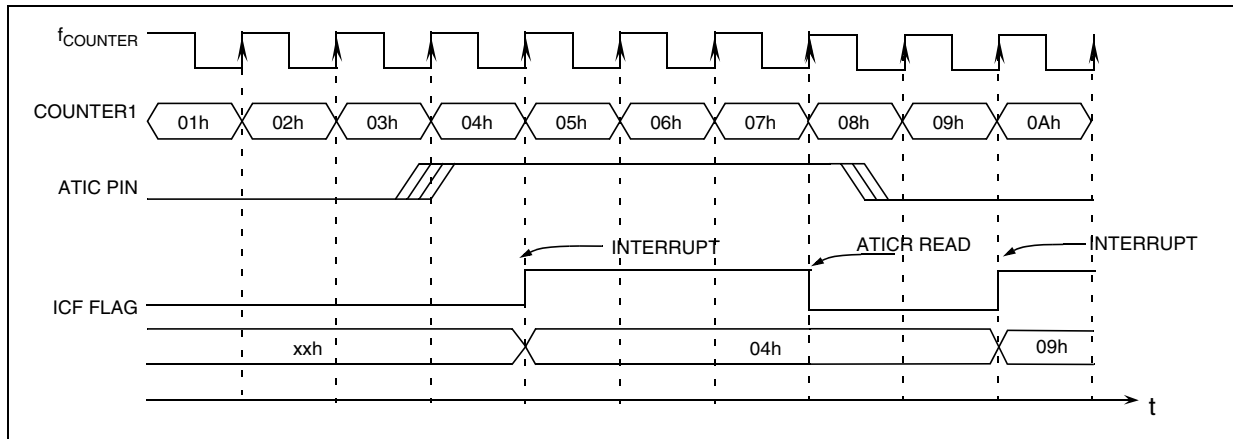 fCOUNTER
COUNTER1
01h 02h 03h 04h 05h 06h 07h 08h 09h 0Ah
ATIC PIN
INTERRUPT ATICR READ INTERRUPT
ICF FLAG
xxh 04h 09h
t